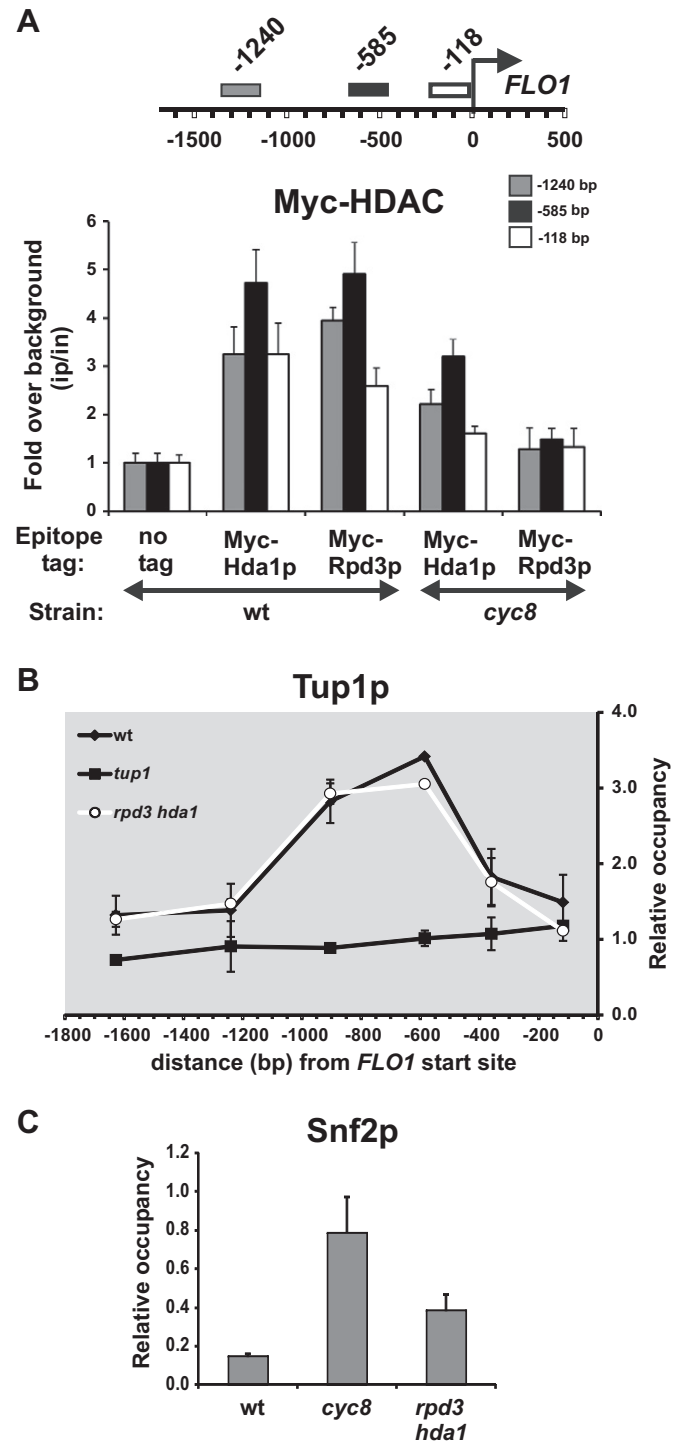 A
-1240
-585
-118
FLO1
-1500
-1000
-500
0
500
Myc-HDAC
-1240 bp
-585 bp
-118 bp
Fold over background
(ip/in)
6
5
4
3
2
1
0
Epitope
tag:
no
tag
Myc-
Hda1p
Myc-
Rpd3p
Myc-
Hda1p
Myc-
Rpd3p
Strain:
wt
cyc8
B
Tup1p
wt
tup1
rpd3 hda1
4.0
3.0
2.0
1.0
0.0
Relative occupancy
-1800
-1600
-1400
-1200
-1000
-800
-600
-400
-200
0
distance (bp) from FLO1 start site
C
Snf2p
Relative occupancy
1.2
1.0
0.8
0.6
0.4
0.2
0.0
wt
cyc8
rpd3
hda1